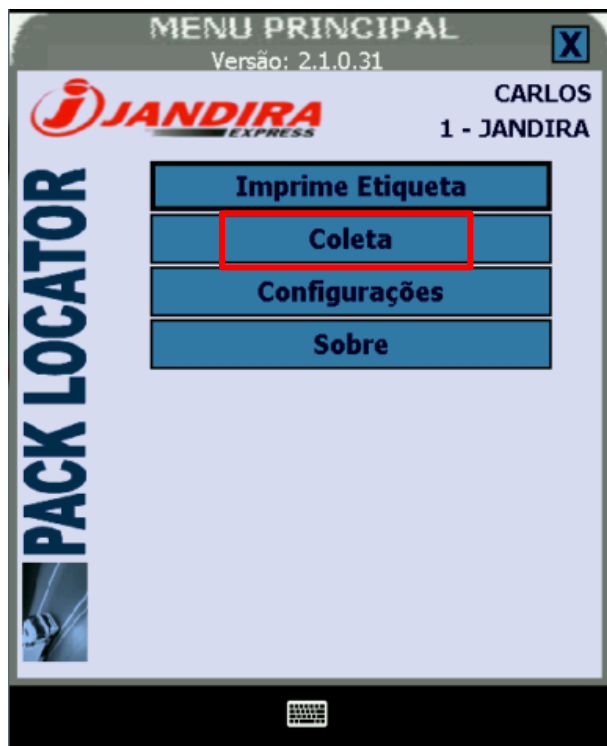 MENU PRINCIPAL
Versão: 2.1.0.31
X
JANDIRA
EXPRESS
CARLOS
1 - JANDIRA
PACK LOCATOR
Imprime Etiqueta
Coleta
Configurações
Sobre